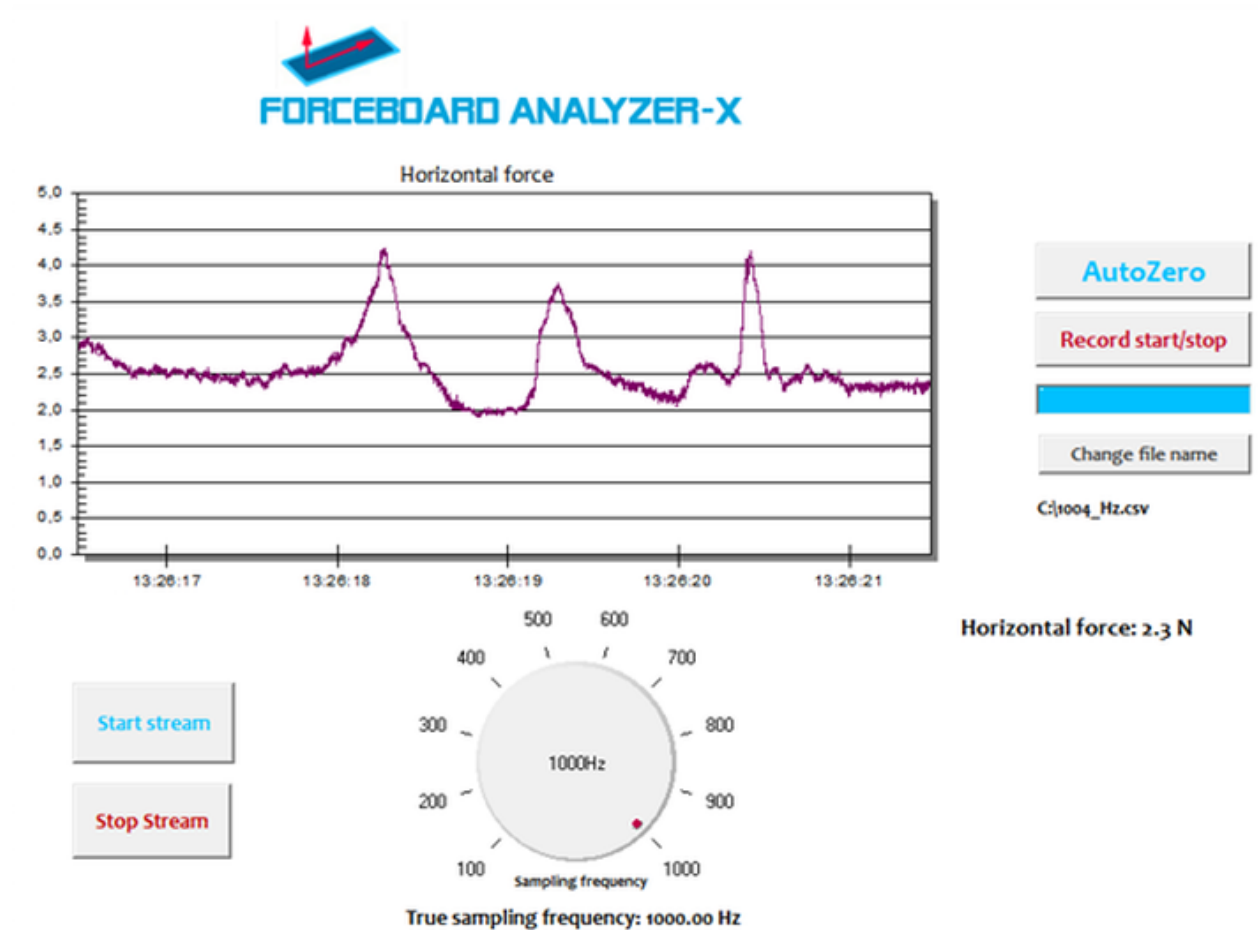 FORCEBOARD ANALYZER-X
Horizontal force
5,0
4,5
4,0
3,5
3,0
2,5
2,0
1,5
1,0
0,5
0,0
13:26:17 13:26:18 13:26:19 13:26:20 13:26:21
AutoZero
Record start/stop
Change file name
C:\1004_Hz.csv
Horizontal force: 2.3 N
Start stream
Stop Stream
500 600
400 700
300 800
1000Hz
200 900
100 1000
Sampling frequency
True sampling frequency: 1000.00 Hz